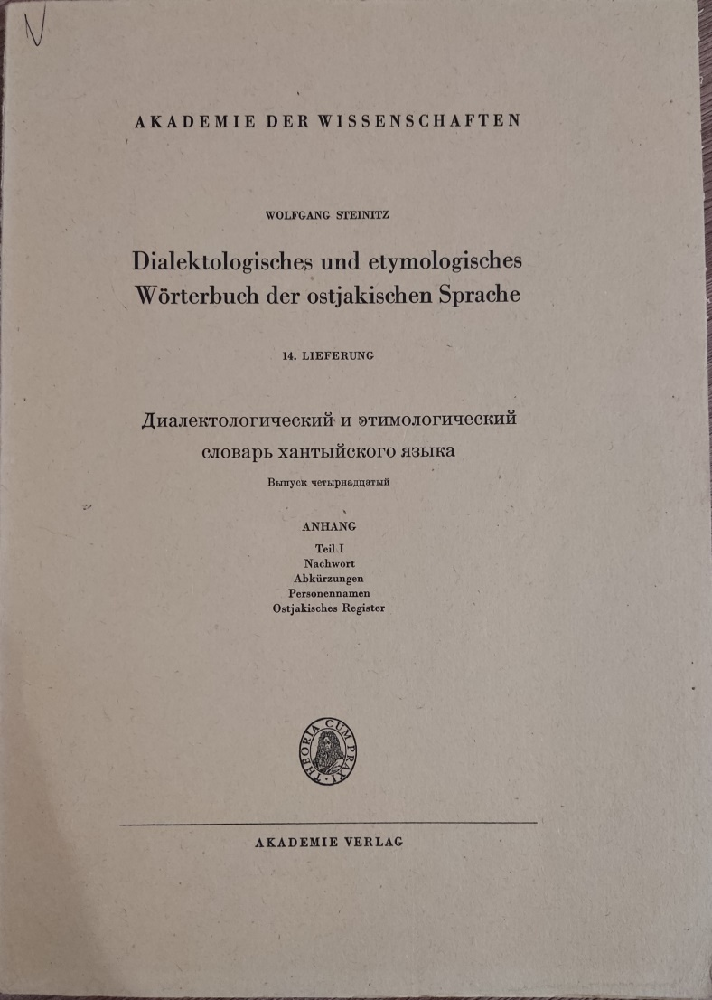 N
AKADEMIE DER WISSENSCHAFTEN
WOLFGANG STEINITZ
Dialektologisches und etymologisches
Wörterbuch der ostjakischen Sprache
14. LIEFERUNG
Диалектологический и этимологический
словарь хантыйского языка
Выпуск четырнадцатый
ANHANG
Teil I
Nachwort
Abkürzungen
Personennamen
Ostjakisches Register
THEORIA CUM PRAXI
AKADEMIE VERLAG